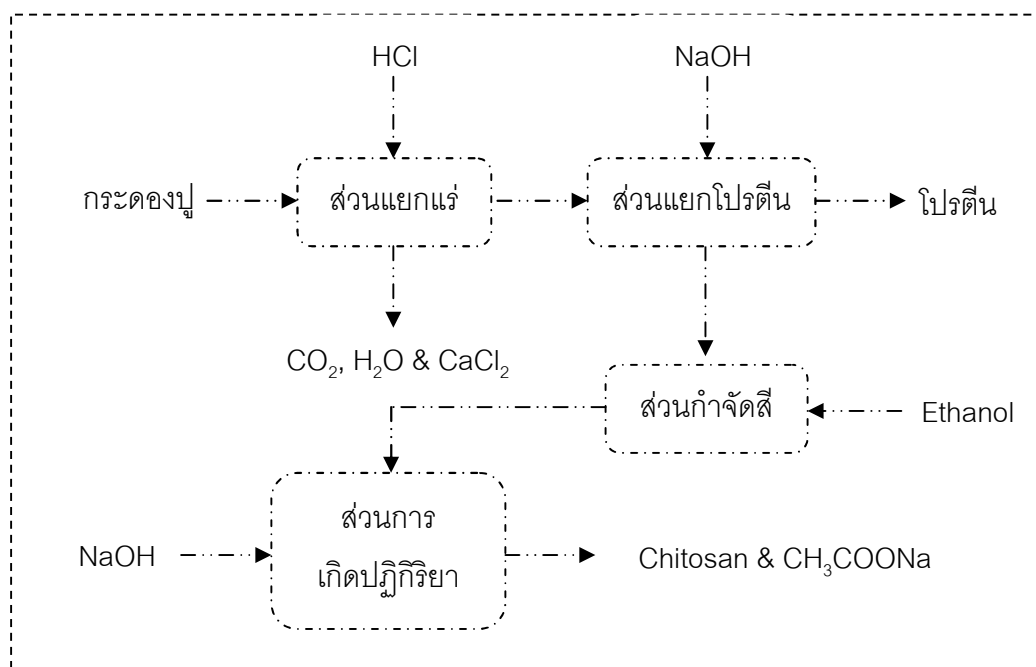 HCl
NaOH
กระดองปู
ส่วนแยกแร่
ส่วนแยกโปรตีน
โปรตีน
CO₂, H₂O & CaCl₂
ส่วนกำจัดสี
Ethanol
NaOH
ส่วนการ
เกิดปฏิกิริยา
Chitosan & CH₃COONa